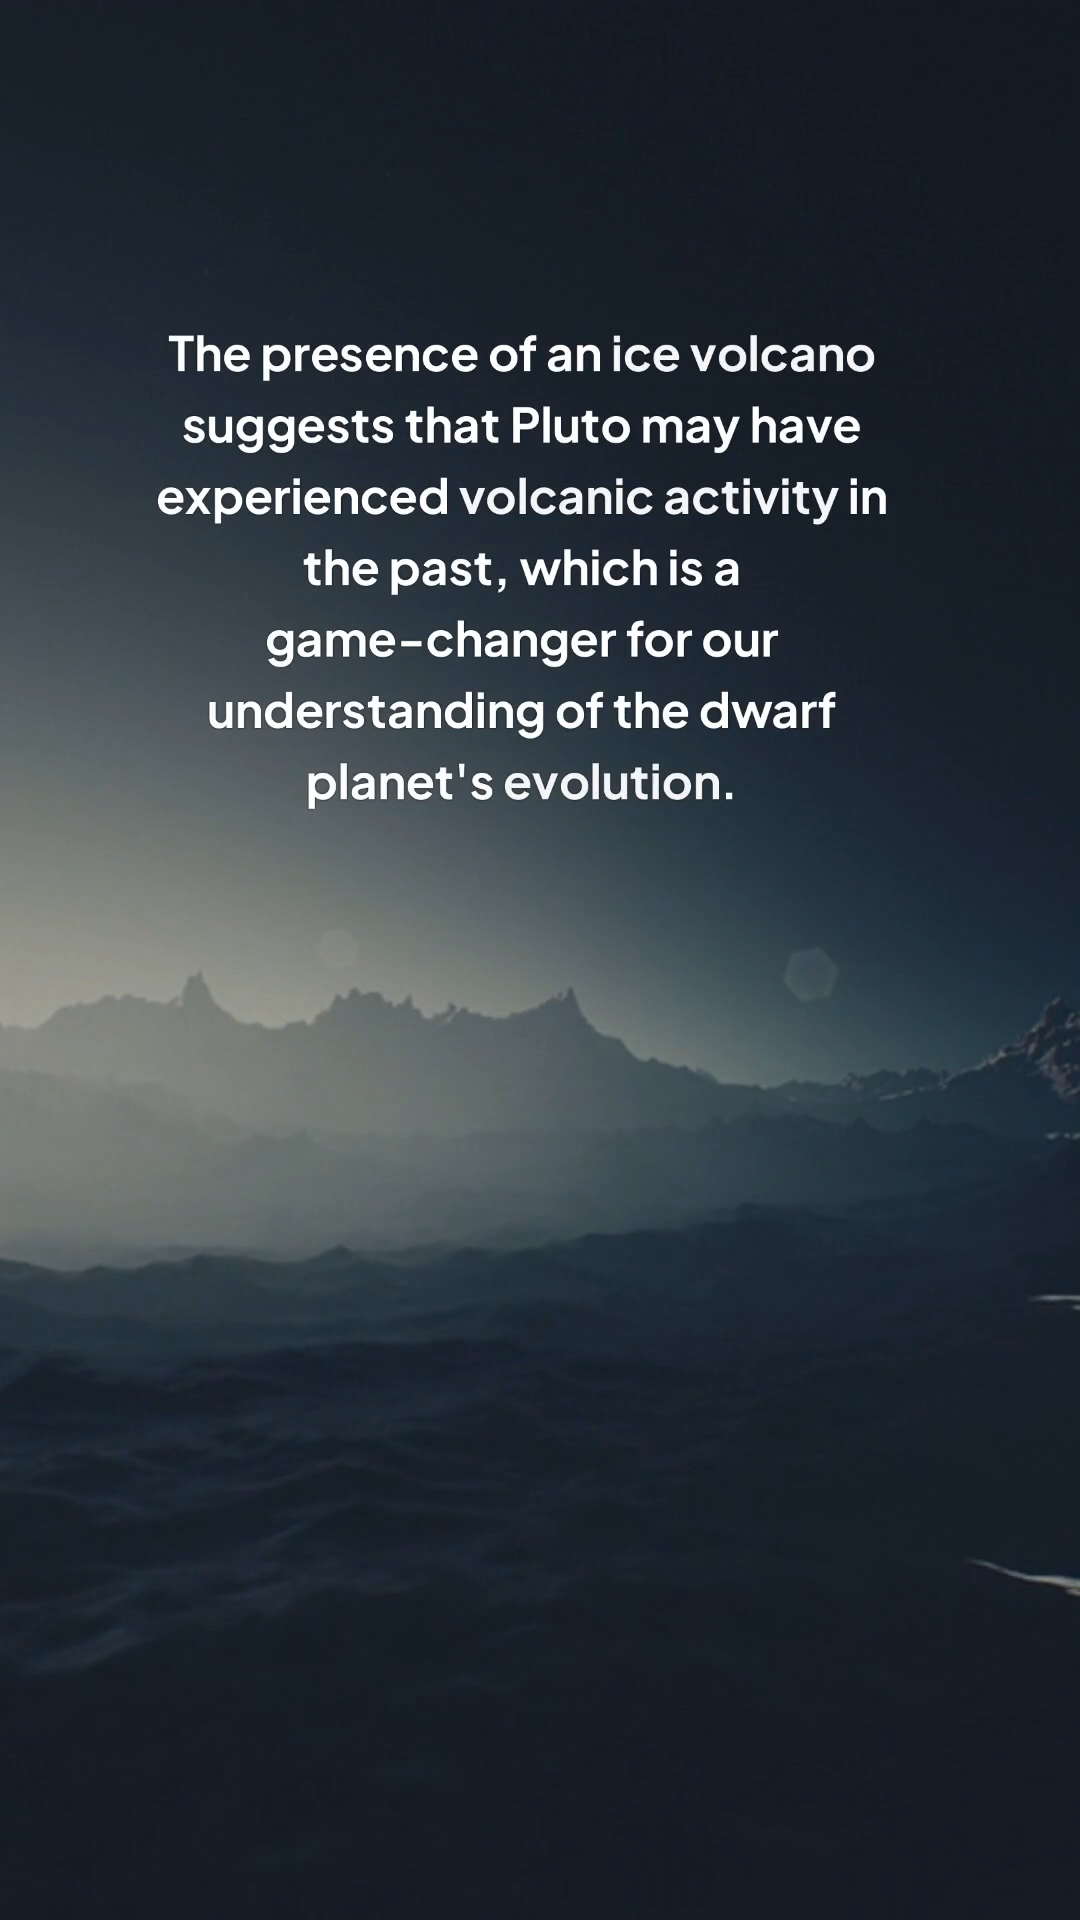 The presence of an ice volcano
suggests that Pluto may have
experienced volcanic activity in
the past, which is a
game-changer for our
understanding of the dwarf
planet's evolution.